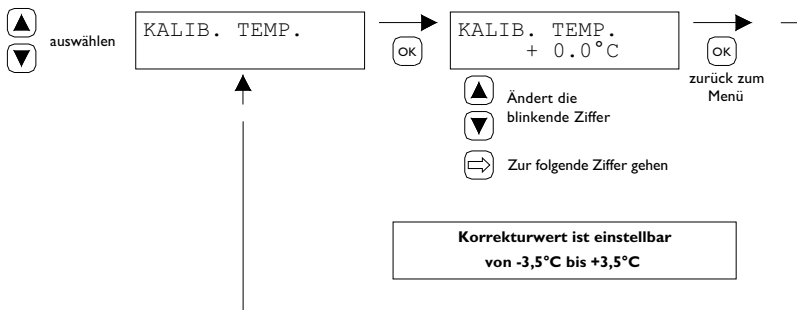 auswählen
KALIB. TEMP.
OK
KALIB. TEMP.
+ 0.0°C
OK
zurück zum
Menü
Ändert die
blinkende Ziffer
Zur folgende Ziffer gehen
Korrekturwert ist einstellbar
von -3,5°C bis +3,5°C